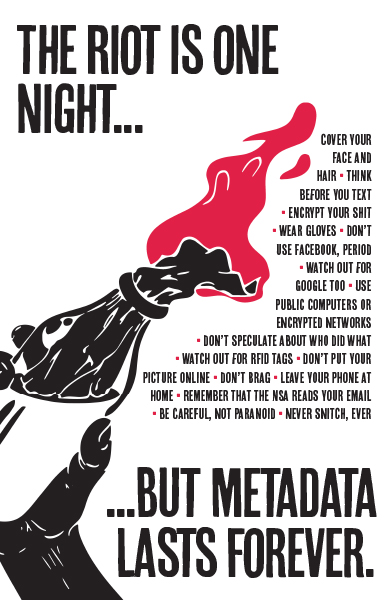 THE RIOT IS ONE
NIGHT...
COVER YOUR
FACE AND
HAIR • THINK
BEFORE YOU TEXT
• ENCRYPT YOUR SHIT
• WEAR GLOVES • DON'T
USE FACEBOOK, PERIOD
• WATCH OUT FOR
GOOGLE TOO • USE
PUBLIC COMPUTERS OR
ENCRYPTED NETWORKS
• DON'T SPECULATE ABOUT WHO DID WHAT
• WATCH OUT FOR RFID TAGS • DON'T PUT YOUR
PICTURE ONLINE • DON'T BRAG • LEAVE YOUR PHONE AT
HOME • REMEMBER THAT THE NSA READS YOUR EMAIL
• BE CAREFUL, NOT PARANOID • NEVER SNITCH, EVER
...BUT METADATA
LASTS FOREVER.